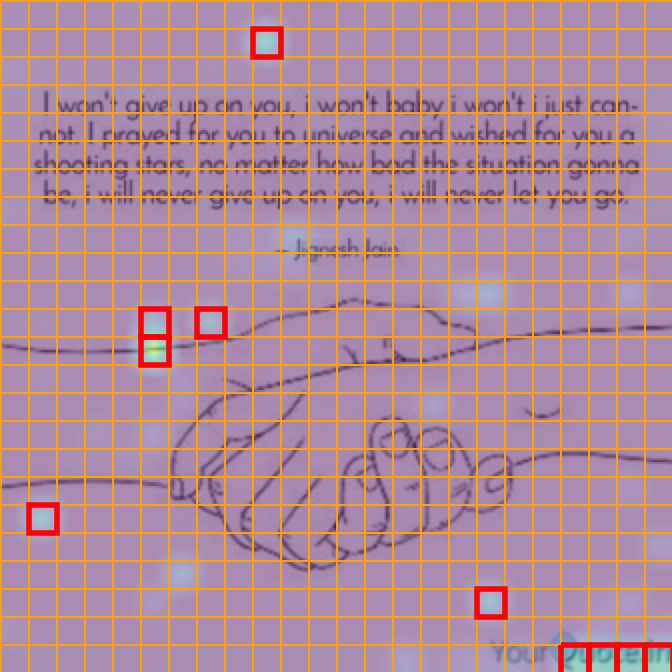 I won't give up on you, i won't baby i won't i just can-
not. I prayed for you to universe and wished for you a
shooting stars, no matter how bad the situation gonna
be, i will never give up on you, i will never let you go.
- Jignesh Jain
YourQuote.in